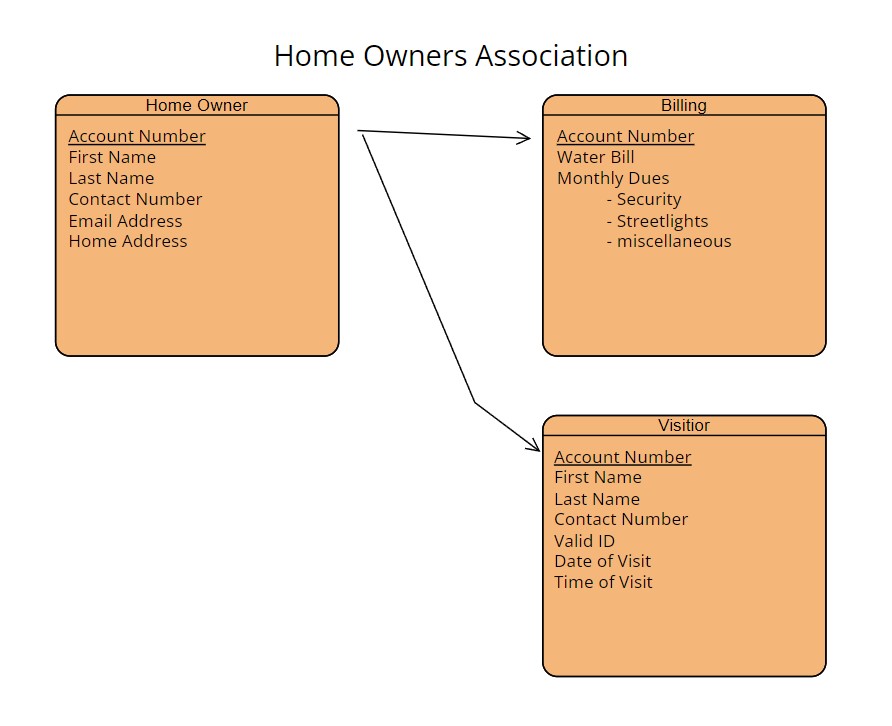 Home Owners Association
Home Owner
Account Number
First Name
Last Name
Contact Number
Email Address
Home Address
Billing
Account Number
Water Bill
Monthly Dues
- Security
- Streetlights
- miscellaneous
Visitior
Account Number
First Name
Last Name
Contact Number
Valid ID
Date of Visit
Time of Visit